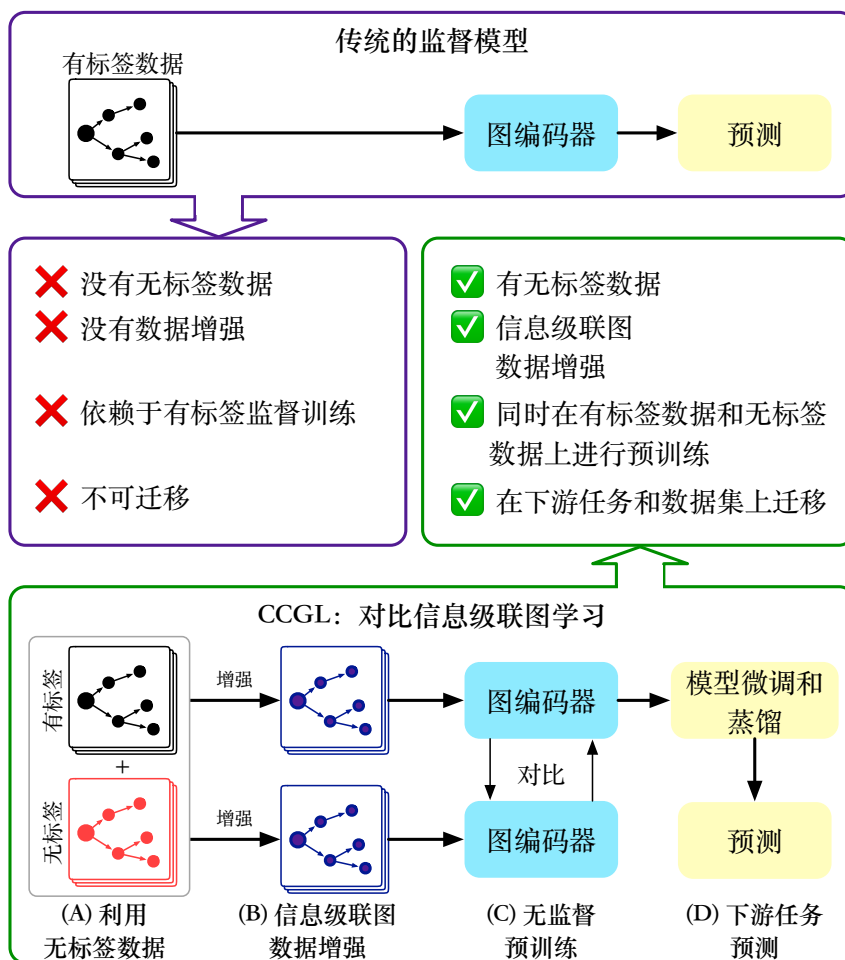 传统的监督模型
有标签数据
图编码器
预测
没有无标签数据
没有数据增强
依赖于有标签监督训练
不可迁移
有无标签数据
信息级联图
数据增强
同时在有标签数据和无标签
数据上进行预训练
在下游任务和数据集上迁移
CCGL：对比信息级联图学习
有标签
增强
图编码器
模型微调和
蒸馏
+
对比
无标签
增强
图编码器
预测
(A) 利用
无标签数据
(B) 信息级联图
数据增强
(C) 无监督
预训练
(D) 下游任务
预测